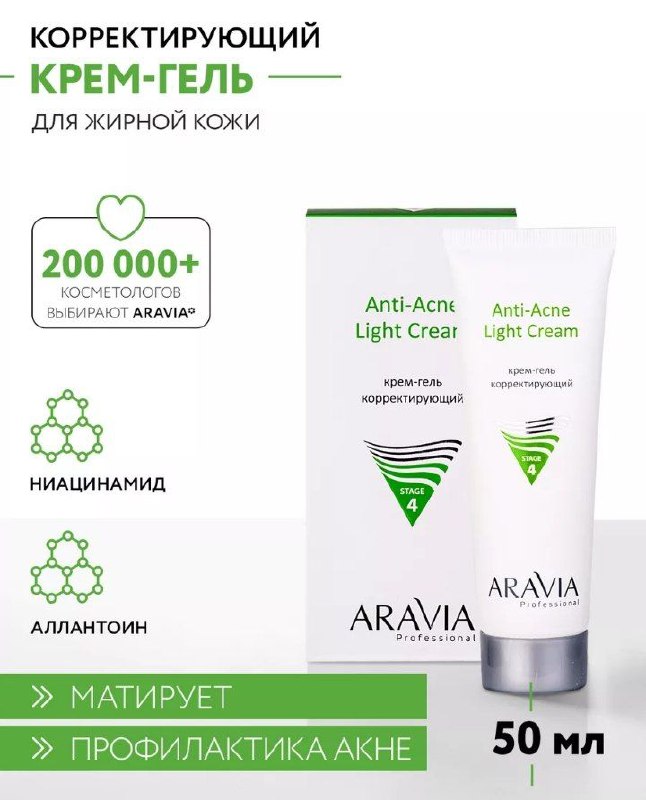 КОРРЕКТИРУЮЩИЙ
КРЕМ-ГЕЛЬ
ДЛЯ ЖИРНОЙ КОЖИ
200 000+
КОСМЕТОЛОГОВ
ВЫБИРАЮТ ARAVIA*
НИАЦИНАМИД
АЛЛАНТОИН
Anti-Acne
Light Cream
крем-гель
корректирующий
STAGE
4
ARAVIA
Professional
Anti-Acne
Light Cream
крем-гель
корректирующий
STAGE
4
ARAVIA
Professional
» МАТИРУЕТ
» ПРОФИЛАКТИКА АКНЕ
50 мл